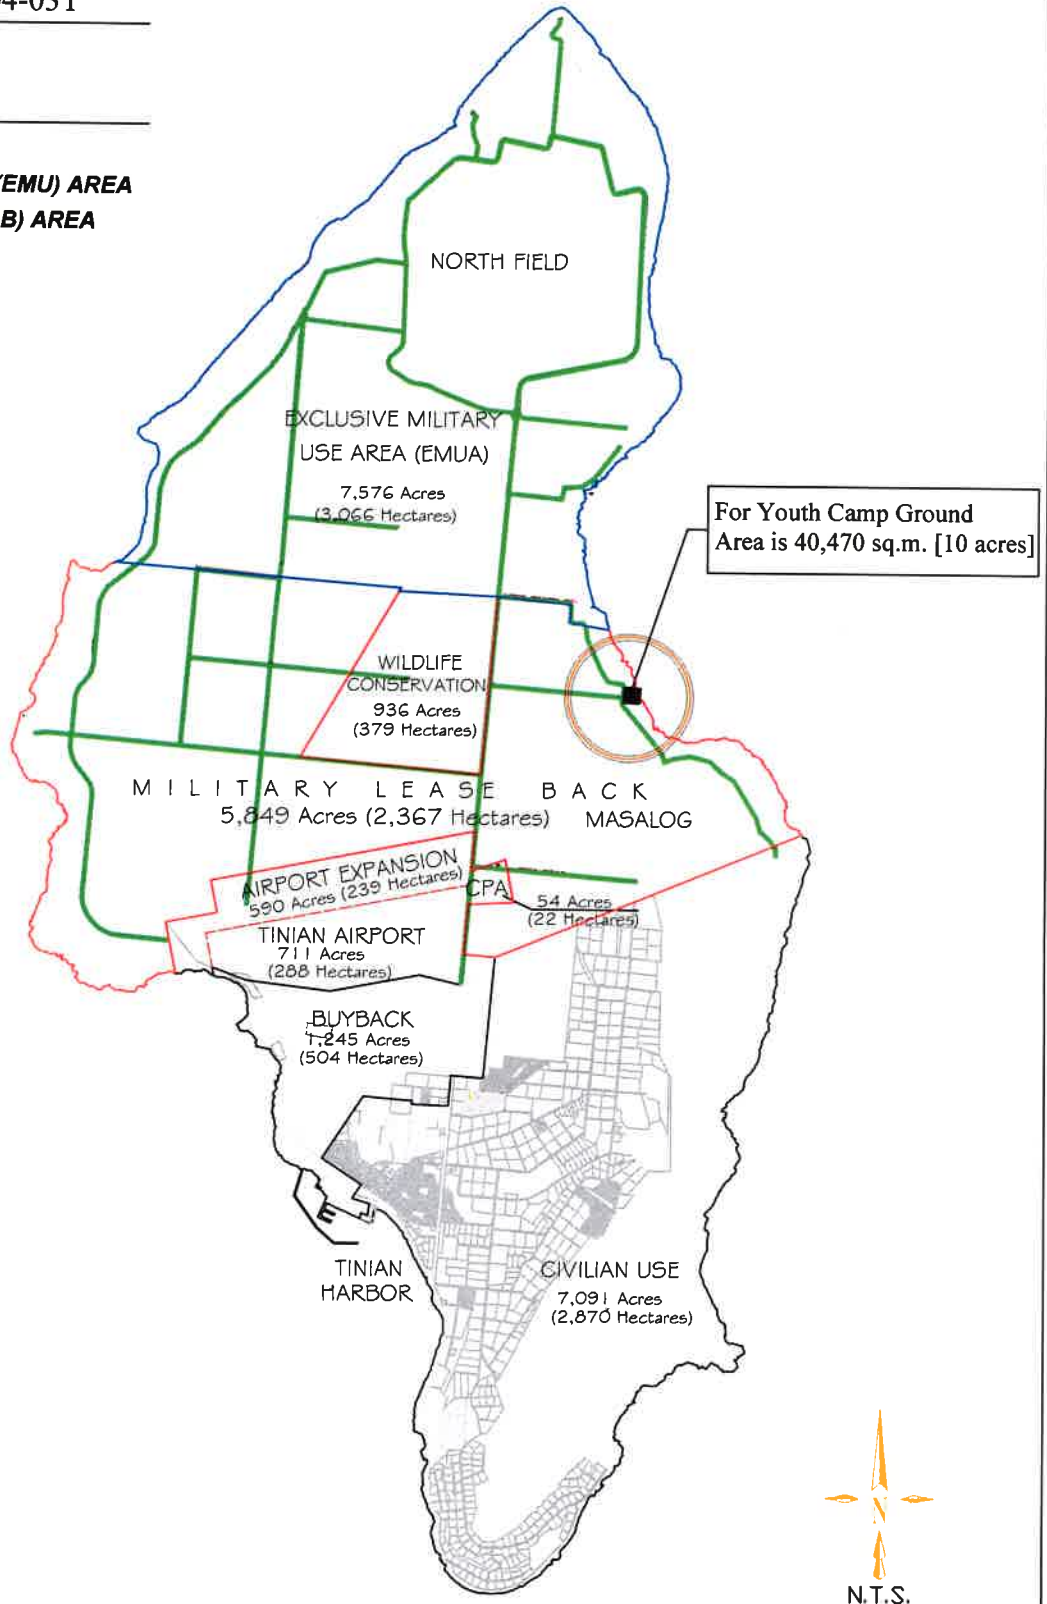 4-051
(EMU) AREA
B) AREA
NORTH FIELD
EXCLUSIVE MILITARY
USE AREA (EMUA)
7,576 Acres
(3,066 Hectares)
For Youth Camp Ground
Area is 40,470 sq.m. [10 acres]
WILDLIFE
CONSERVATION
936 Acres
(379 Hectares)
MILITARY LEASE BACK
5,849 Acres (2,367 Hectares)
MASALOG
AIRPORT EXPANSION
590 Acres (239 Hectares)
CPA
54 Acres
(22 Hectares)
TINIAN AIRPORT
711 Acres
(288 Hectares)
BUYBACK
1,245 Acres
(504 Hectares)
TINIAN
HARBOR
CIVILIAN USE
7,091 Acres
(2,870 Hectares)
N
N.T.S.